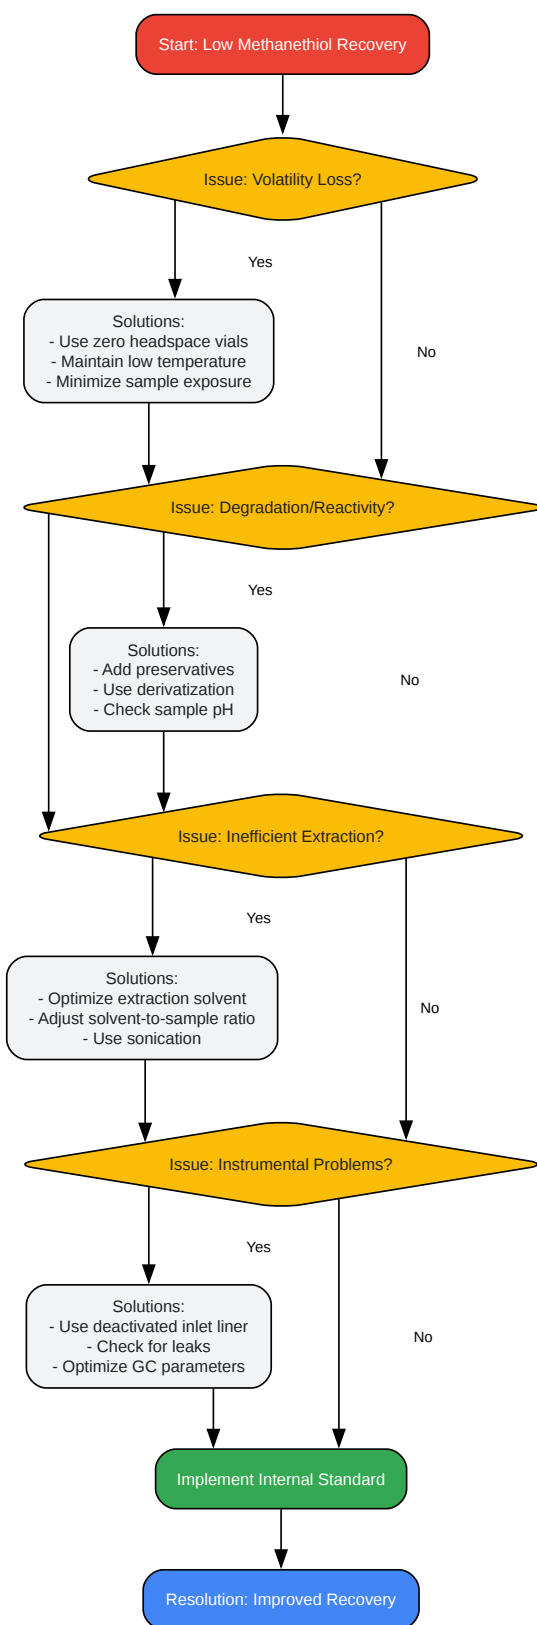 Start: Low Methanethiol Recovery
Issue: Volatility Loss?
Yes
Solutions:
- Use zero headspace vials
- Maintain low temperature
- Minimize sample exposure
No
Issue: Degradation/Reactivity?
Yes
Solutions:
- Add preservatives
- Use derivatization
- Check sample pH
No
Issue: Inefficient Extraction?
Yes
Solutions:
- Optimize extraction solvent
- Adjust solvent-to-sample ratio
- Use sonication
No
Issue: Instrumental Problems?
Yes
Solutions:
- Use deactivated inlet liner
- Check for leaks
- Optimize GC parameters
No
Implement Internal Standard
Resolution: Improved Recovery